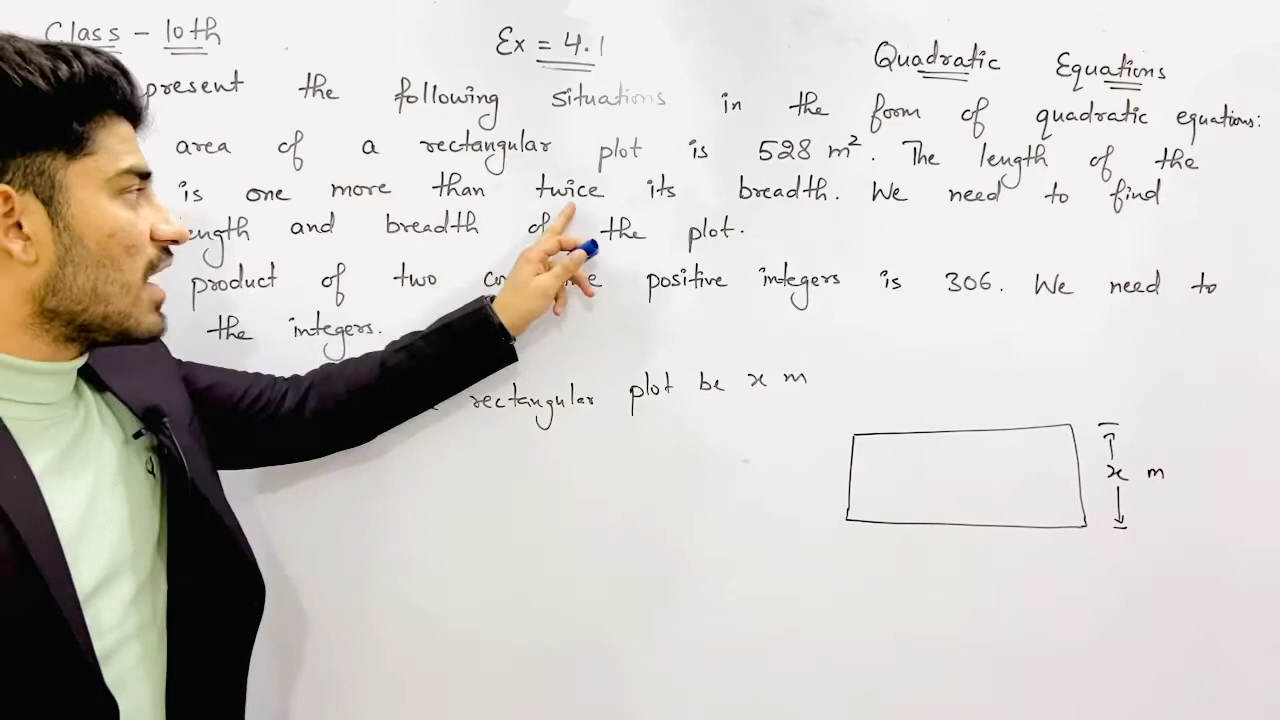 Class - 10th
Ex = 4.1
Quadratic Equations
present the following situations in the form of quadratic equations:
area of a rectangular plot is 528 m². The length of the
is one more than twice its breadth. We need to find
ength and breadth of the plot.
product of two positive integers is 306. We need to
the integers.
rectangular plot be x m
x m